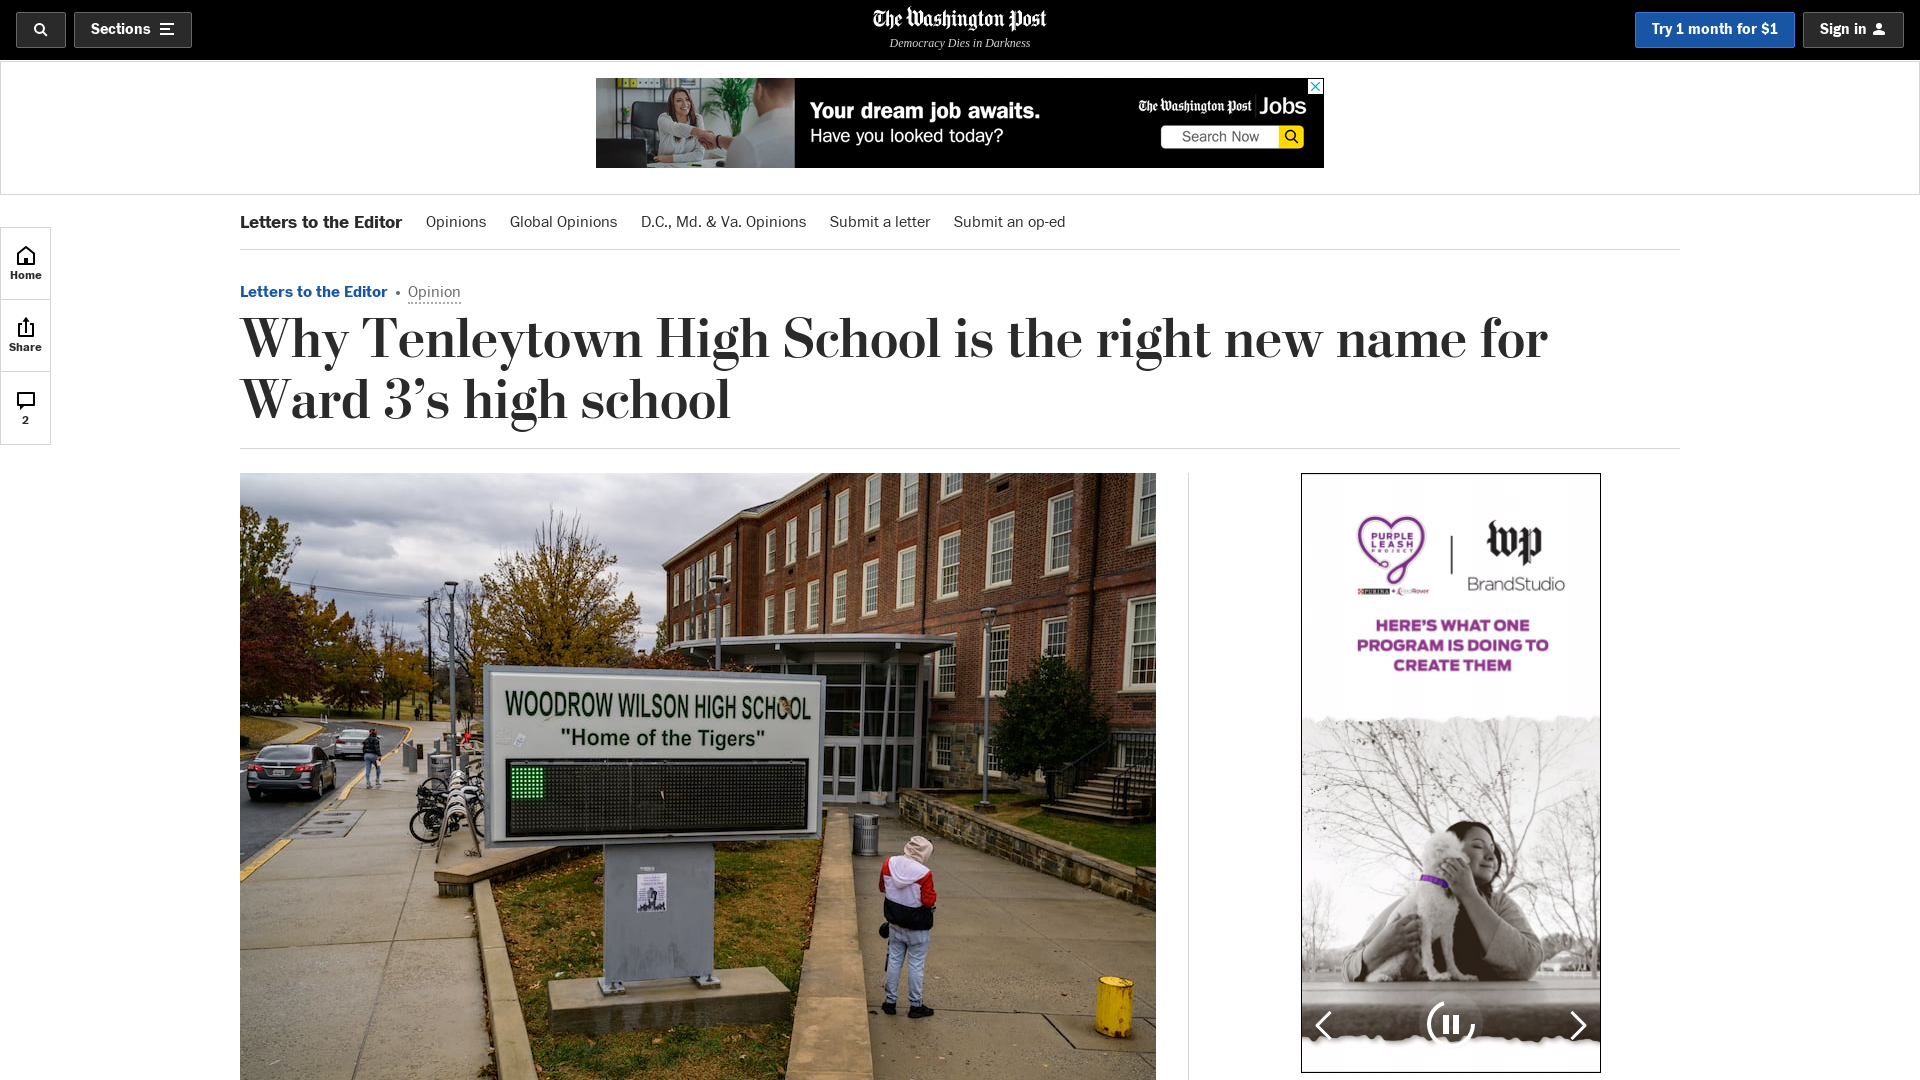 Sections
The Washington Post
Democracy Dies in Darkness
Try 1 month for $1
Sign in
Your dream job awaits.
Have you looked today?
The Washington Post Jobs
Search Now
Letters to the Editor
Opinions
Global Opinions
D.C., Md. & Va. Opinions
Submit a letter
Submit an op-ed
Home
Share
2
Letters to the Editor • Opinion
Why Tenleytown High School is the right new name for
Ward 3’s high school
WOODROW WILSON HIGH SCHOOL
"Home of the Tigers"
PURPLE
LEASH
PROJECT
PURINA
wp
BrandStudio
HERE'S WHAT ONE
PROGRAM IS DOING TO
CREATE THEM